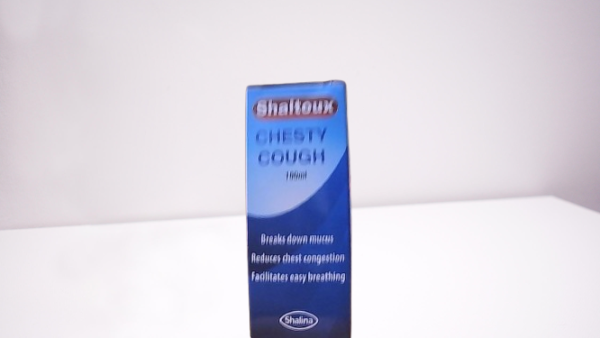 Shaltoux
CHESTY
COUGH
100ml
Breaks down mucus
Reduces chest congestion
Facilitates easy breathing
Shalina